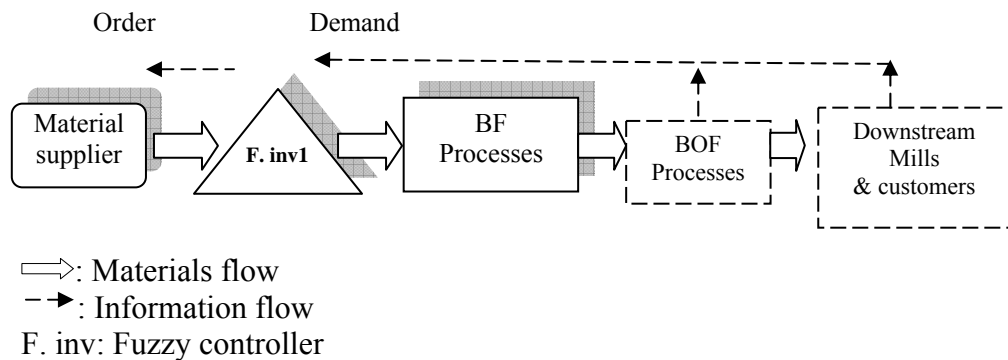 Order
Demand
Material
supplier
F. inv1
BF
Processes
BOF
Processes
Downstream
Mills
& customers
: Materials flow
: Information flow
F. inv: Fuzzy controller